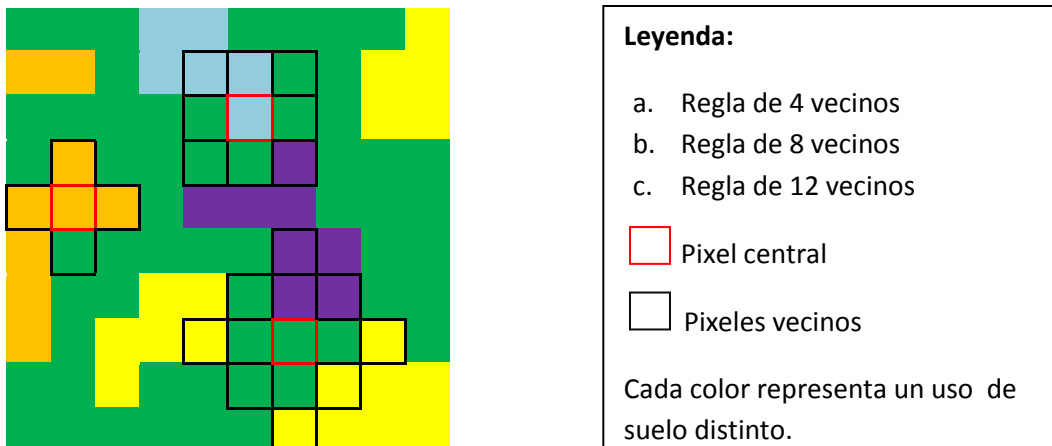 Leyenda:
a. Regla de 4 vecinos
b. Regla de 8 vecinos
c. Regla de 12 vecinos
Pixel central
Pixeles vecinos
Cada color representa un uso de
suelo distinto.